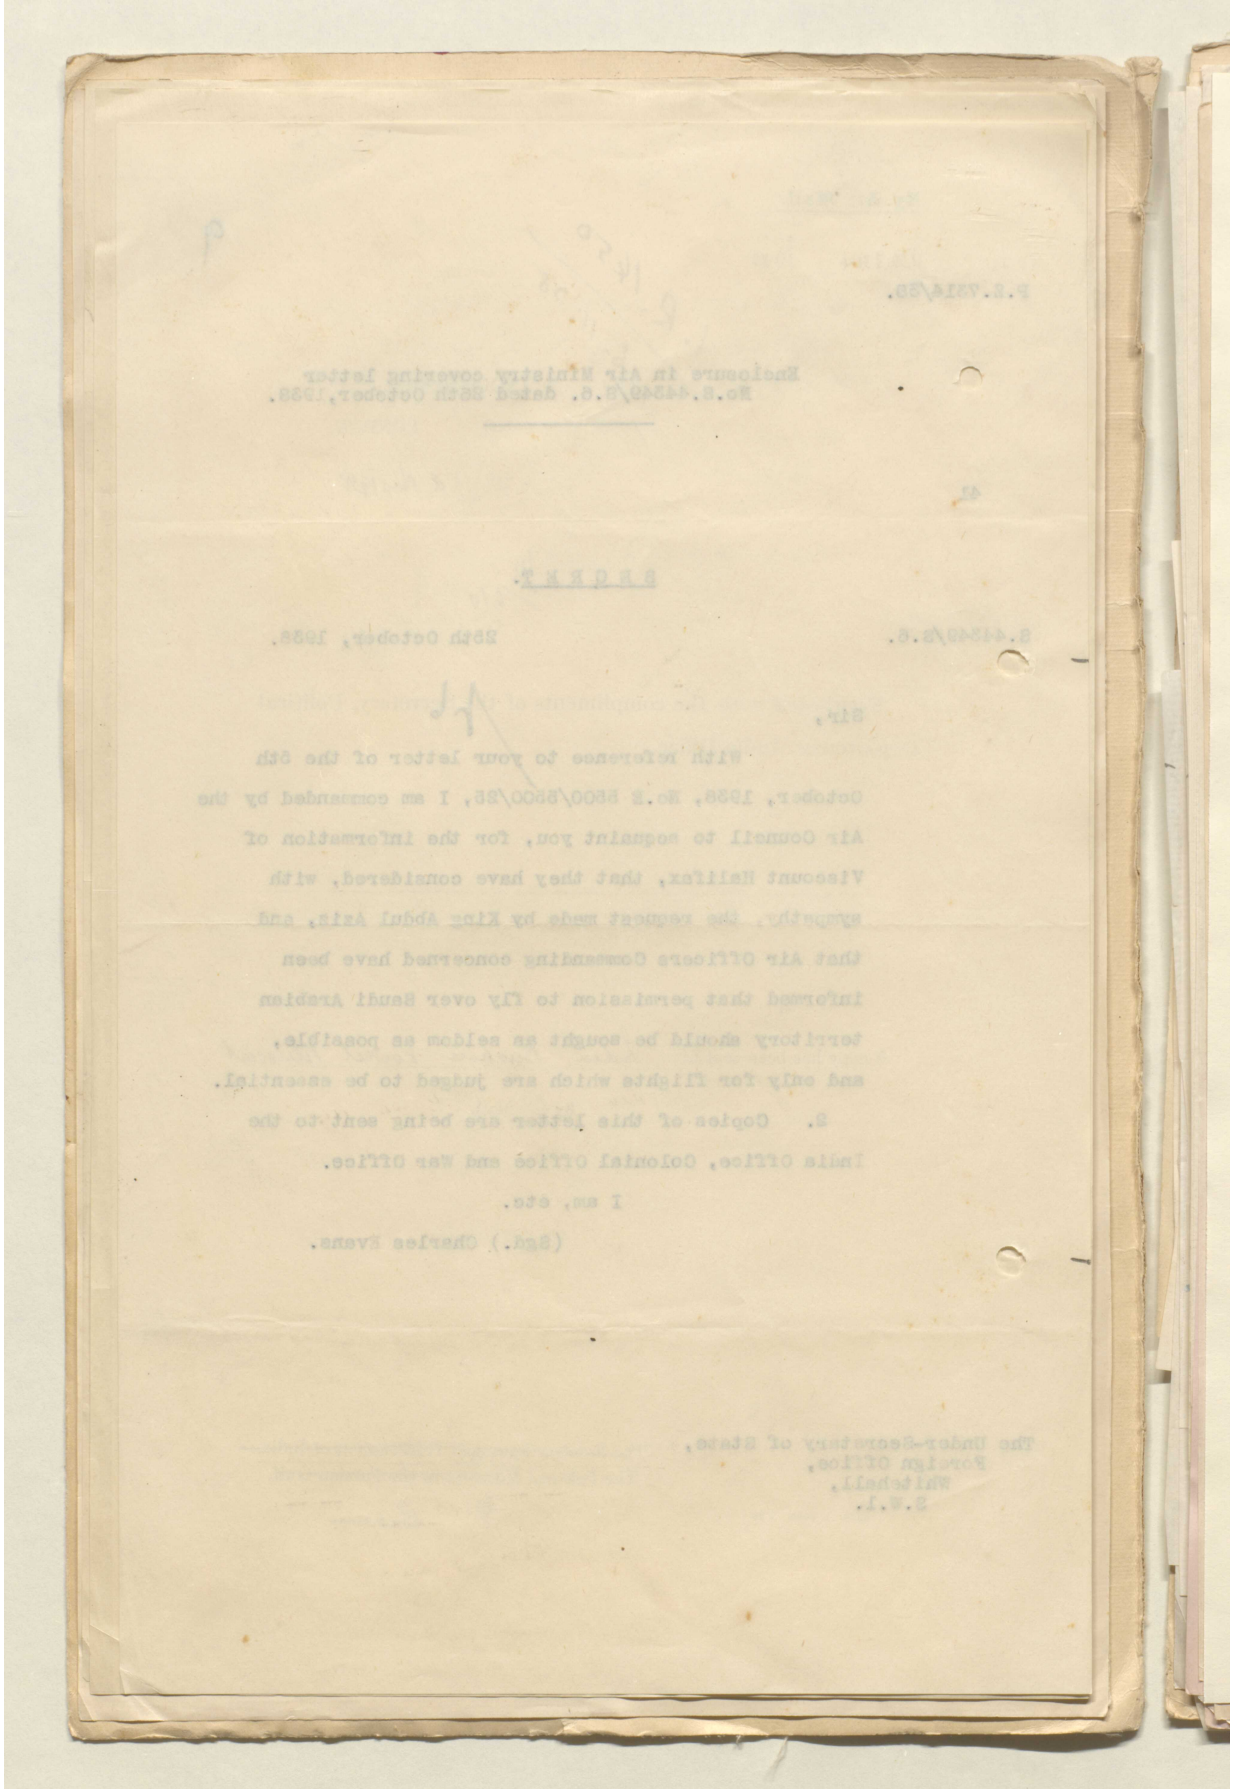 9
P.Z.7314/38.
Enclosure in Air Ministry covering letter
No.S.44349/S.6. dated 25th October, 1938.
SECRET.
S.44349/S.6. 25th October, 1938.
Sir,
With reference to your letter of the 5th
October, 1938, No.E 5500/5500/25, I am commanded by the
Air Council to acquaint you, for the information of
Viscount Halifax, that they have considered, with
sympathy, the request made by King Abdul Aziz, and
that Air Officers Commanding concerned have been
informed that permission to fly over Saudi Arabian
territory should be sought as seldom as possible,
and only for flights which are judged to be essential.
2. Copies of this letter are being sent to the
India Office, Colonial Office and War Office.
I am, etc.
(Sgd.) Charles Evans.
The Under-Secretary of State,
Foreign Office,
Whitehall,
S.W.1.